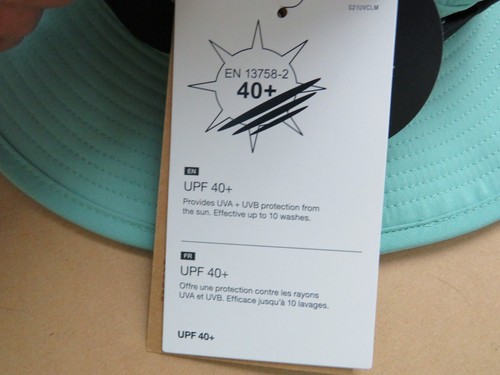 S210VCLM
EN 13758-2
40+
EN
UPF 40+
Provides UVA + UVB protection from
the sun. Effective up to 10 washes.
FR
UPF 40+
Offre une protection contre les rayons
UVA et UVB. Efficace jusqu'à 10 lavages.
UPF 40+